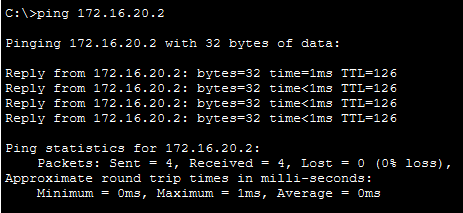 C:\>ping 172.16.20.2
Pinging 172.16.20.2 with 32 bytes of data:
Reply from 172.16.20.2: bytes=32 time=1ms TTL=126
Reply from 172.16.20.2: bytes=32 time<1ms TTL=126
Reply from 172.16.20.2: bytes=32 time<1ms TTL=126
Reply from 172.16.20.2: bytes=32 time<1ms TTL=126
Ping statistics for 172.16.20.2:
    Packets: Sent = 4, Received = 4, Lost = 0 (0% loss),
Approximate round trip times in milli-seconds:
    Minimum = 0ms, Maximum = 1ms, Average = 0ms